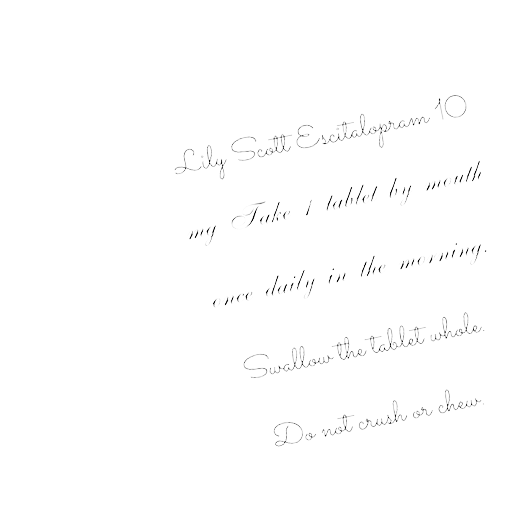 Lily Scott Escitalopram 10
mg Take 1 tablet by mouth
once daily in the morning.
Swallow the tablet whole.
Do not crush or chew.